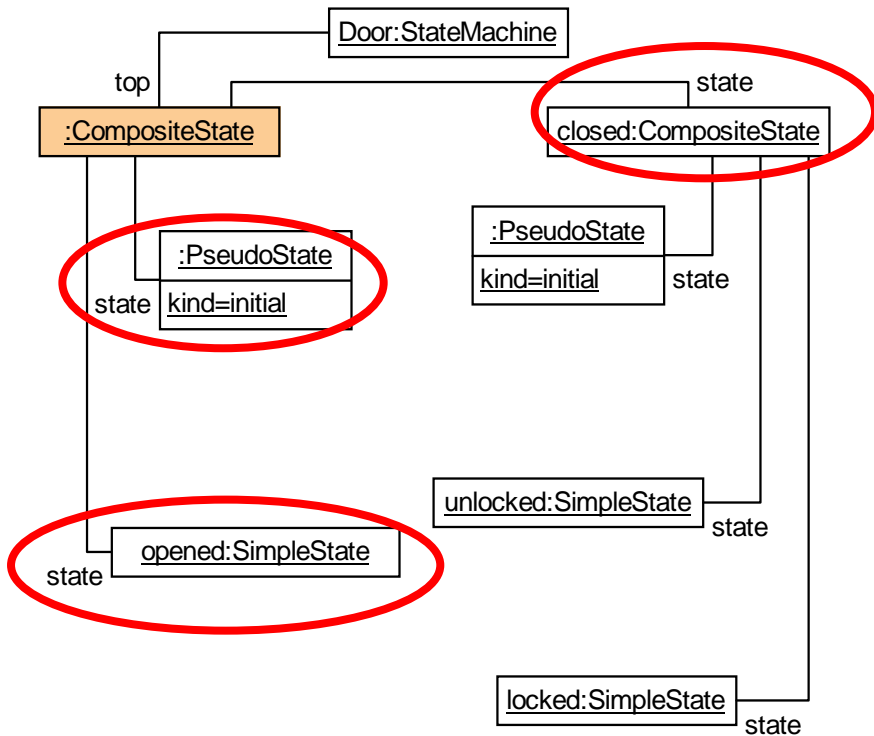 Door:StateMachine
top
state
:CompositeState
closed:CompositeState
:PseudoState
kind=initial
state
:PseudoState
kind=initial
state
unlocked:SimpleState
state
opened:SimpleState
state
locked:SimpleState
state